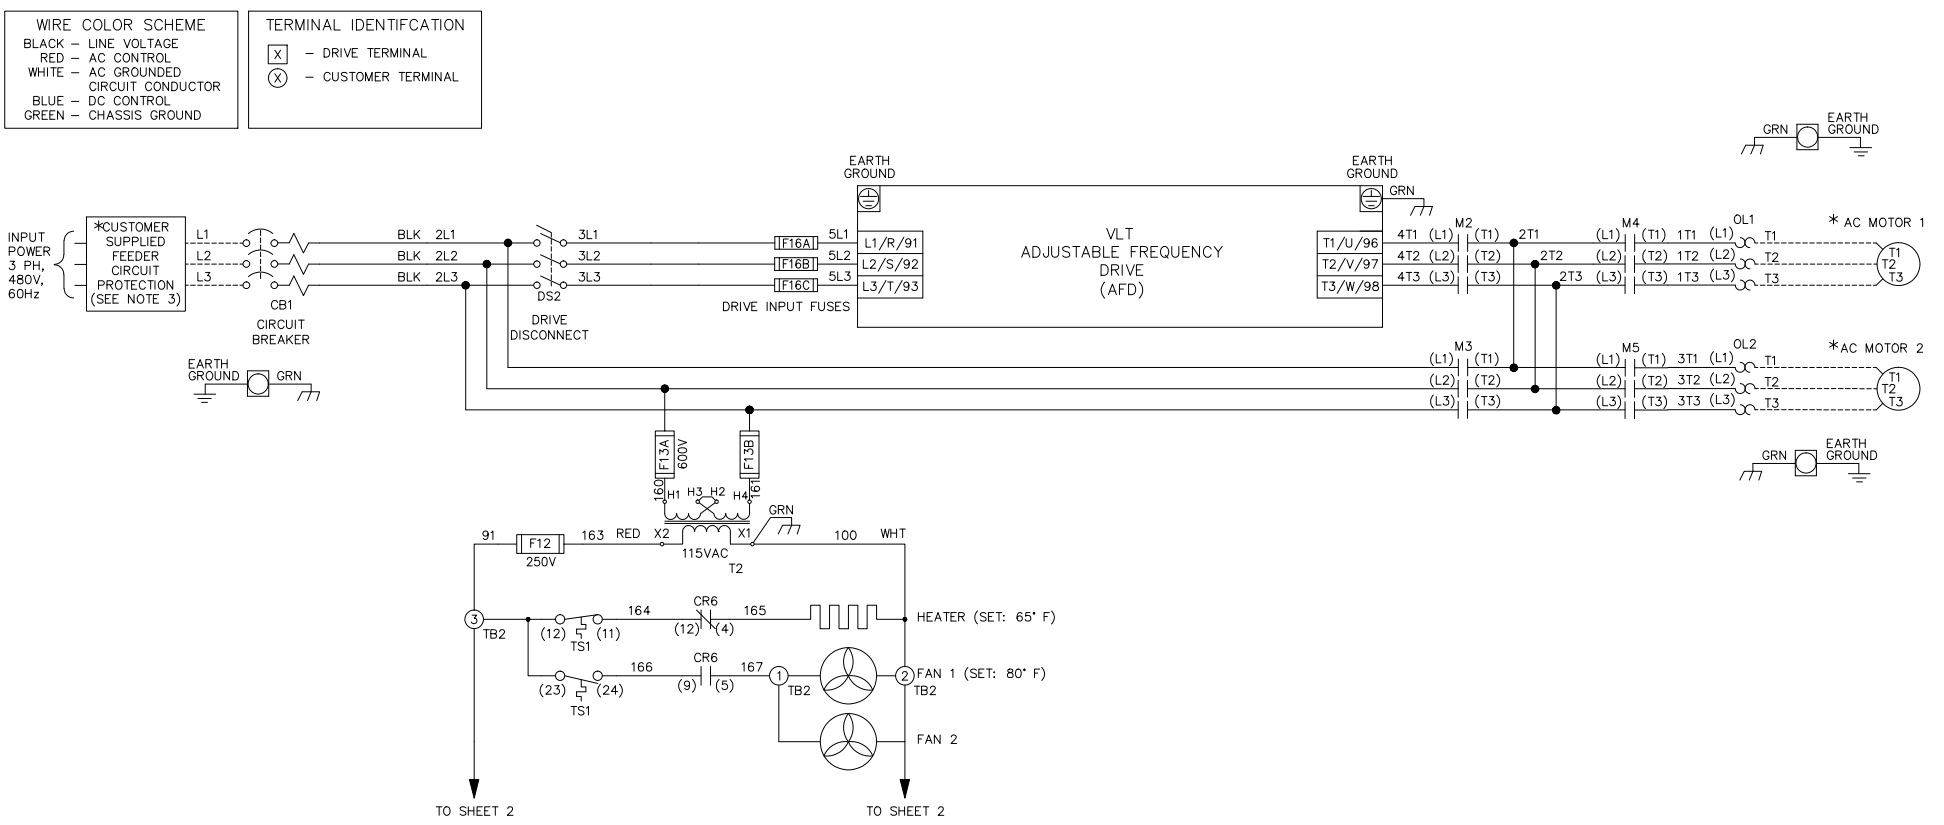 WIRE COLOR SCHEME
BLACK – LINE VOLTAGE
RED – AC CONTROL
WHITE – AC GROUNDED
CIRCUIT CONDUCTOR
BLUE – DC CONTROL
GREEN – CHASSIS GROUND
TERMINAL IDENTIFCATION
X – DRIVE TERMINAL
X – CUSTOMER TERMINAL
INPUT
POWER
3 PH,
480V,
60Hz
*CUSTOMER
SUPPLIED
FEEDER
CIRCUIT
PROTECTION
(SEE NOTE 3)
L1
L2
L3
CB1
CIRCUIT
BREAKER
BLK 2L1
BLK 2L2
BLK 2L3
EARTH
GROUND GRN
3L1
3L2
3L3
DS2
DRIVE
DISCONNECT
F16A 5L1
F16B 5L2
F16C 5L3
DRIVE INPUT FUSES
EARTH
GROUND
L1/R/91
L2/S/92
L3/T/93
VLT
ADJUSTABLE FREQUENCY
DRIVE
(AFD)
EARTH
GROUND
GRN
T1/U/96
T2/V/97
T3/W/98
4T1 (L1) M2 (T1) 2T1
4T2 (L2) (T2) 2T2
4T3 (L3) (T3) 2T3
(L1) M4 (T1) 1T1 (L1) OL1 T1
(L2) (T2) 1T2 (L2) T2
(L3) (T3) 1T3 (L3) T3
GRN EARTH
GROUND
* AC MOTOR 1
T1
T2
T3
(L1) M3 (T1)
(L2) (T2)
(L3) (T3)
(L1) M5 (T1) 3T1 (L1) OL2 T1
(L2) (T2) 3T2 (L2) T2
(L3) (T3) 3T3 (L3) T3
*AC MOTOR 2
T1
T2
T3
GRN EARTH
GROUND
F13A
600V
F13B
160
161
H1 H3 H2 H4
GRN
91 F12 163 RED X2 X1 100 WHT
250V
115VAC
T2
3
TB2
(12) (11)
TS1
164
CR6
(12) (4)
165
HEATER (SET: 65° F)
(23) (24)
TS1
166
CR6
(9) (5)
167
1
TB2
2
TB2
FAN 1 (SET: 80° F)
FAN 2
TO SHEET 2
TO SHEET 2